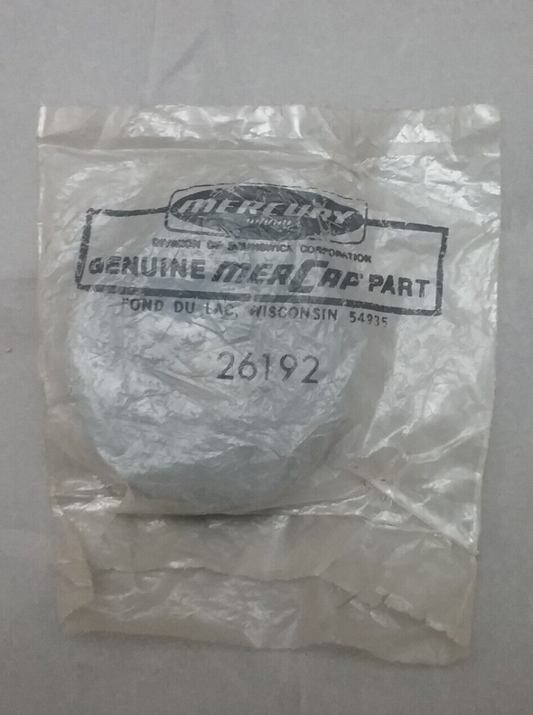 MERCURY
DIVISION OF BRUNSWICK CORPORATION
GENUINE MERCAP PART
FOND DU LAC, WISCONSIN 54935
26192